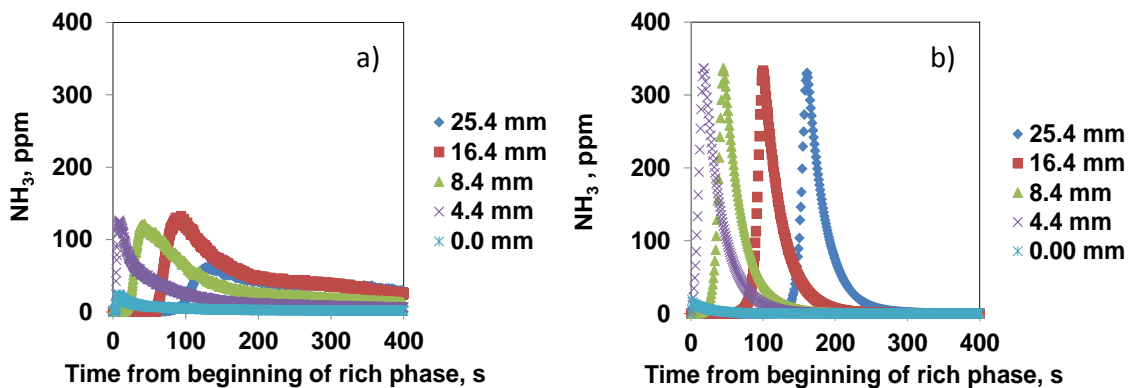 400
300
200
100
0
NH3, ppm
a)
0 100 200 300 400
Time from beginning of rich phase, s
25.4 mm
16.4 mm
8.4 mm
4.4 mm
0.0 mm
400
300
200
100
0
NH3 , ppm
b)
0 100 200 300 400
Time from beginning of rich phase, s
25.4 mm
16.4 mm
8.4 mm
4.4 mm
0.00 mm